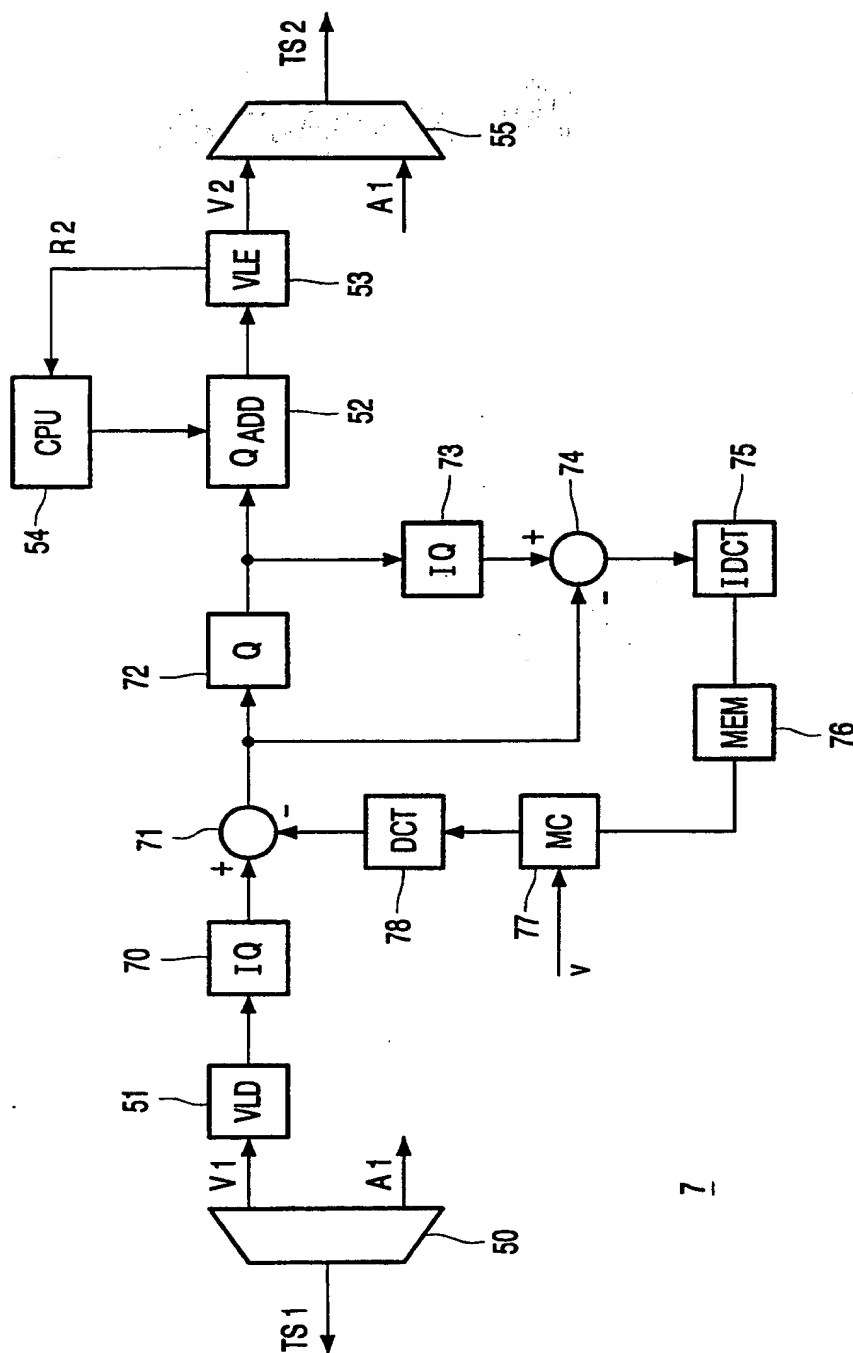 TS1
50
V1
A1
VLD
51
IQ
70
+
-
71
Q
72
Q ADD
52
CPU
54
R2
VLE
53
V2
A1
55
TS2
IQ
73
+
-
74
IDCT
75
MEM
76
MC
77
V
DCT
78
7